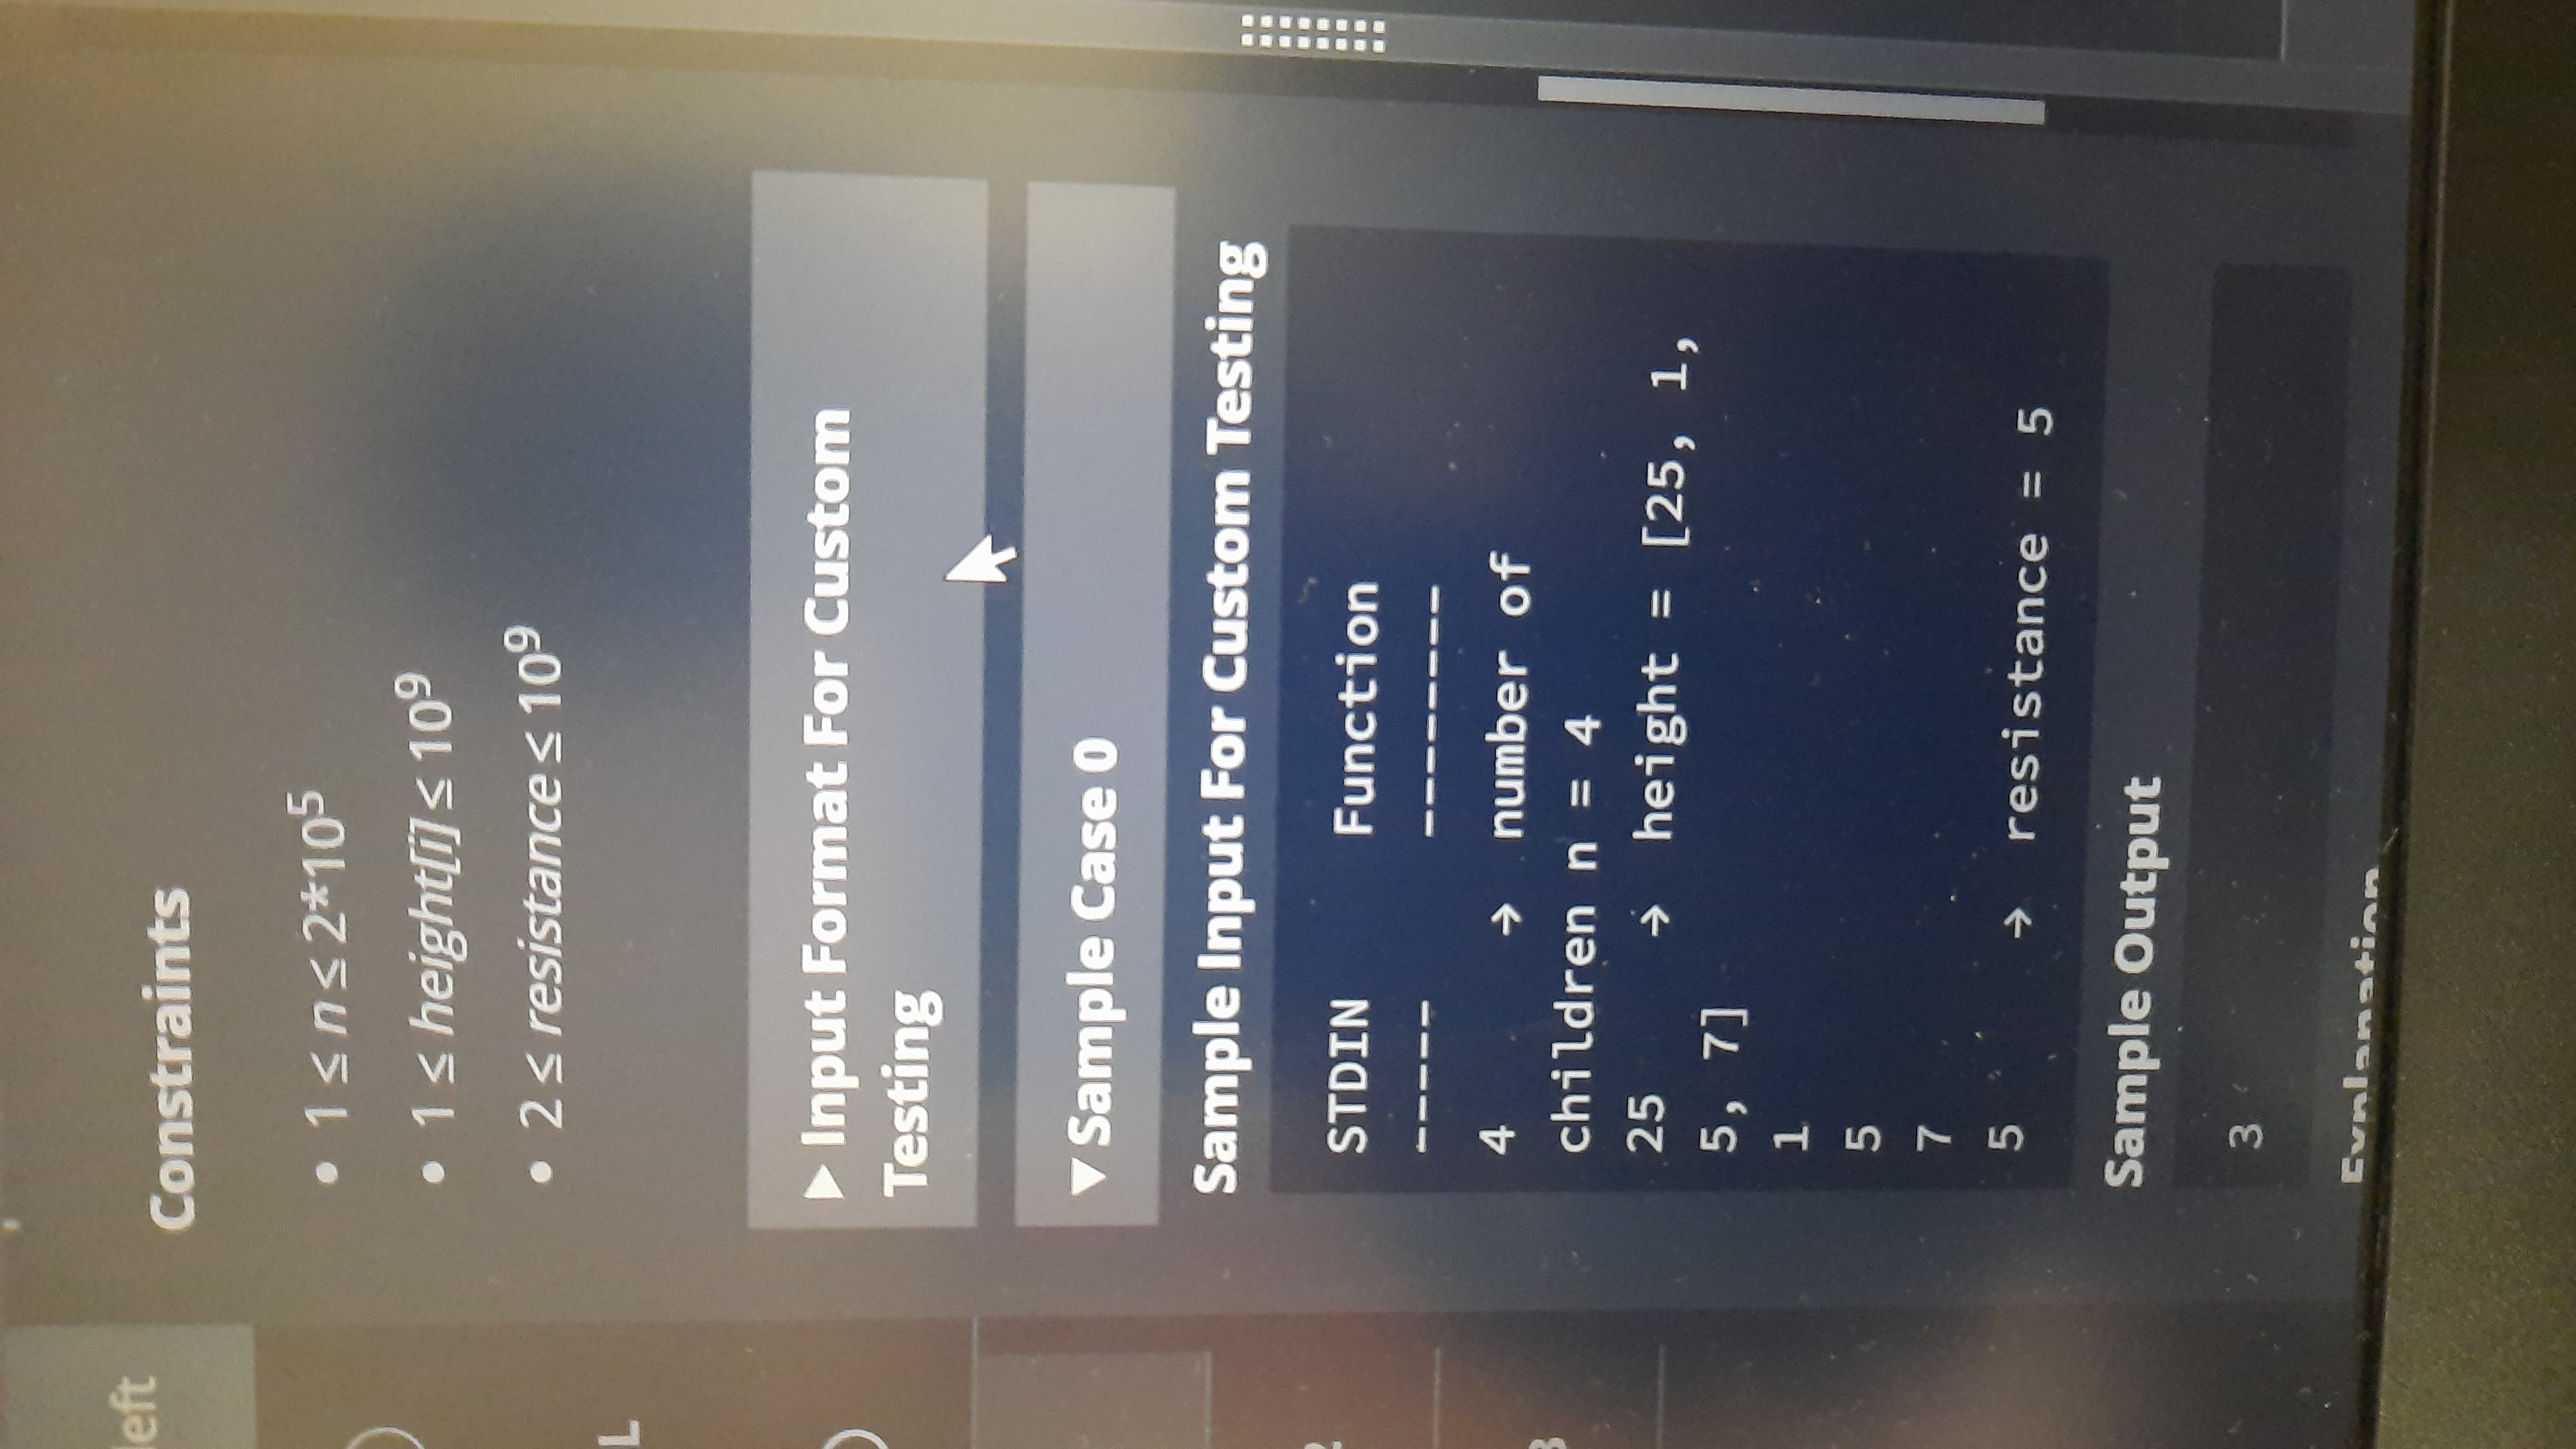 left
Constraints
• 1 ≤ n ≤ 2*10⁵
• 1 ≤ height[i] ≤ 10⁹
• 2 ≤ resistance ≤ 10⁹
L
▶ Input Format For Custom
Testing
▼ Sample Case 0
Sample Input For Custom Testing
STDIN Function
----- --------
4 → number of
children n = 4
25 → height = [25, 1,
5, 7]
1
5
7
5 → resistance = 5
Sample Output
3
Explanation